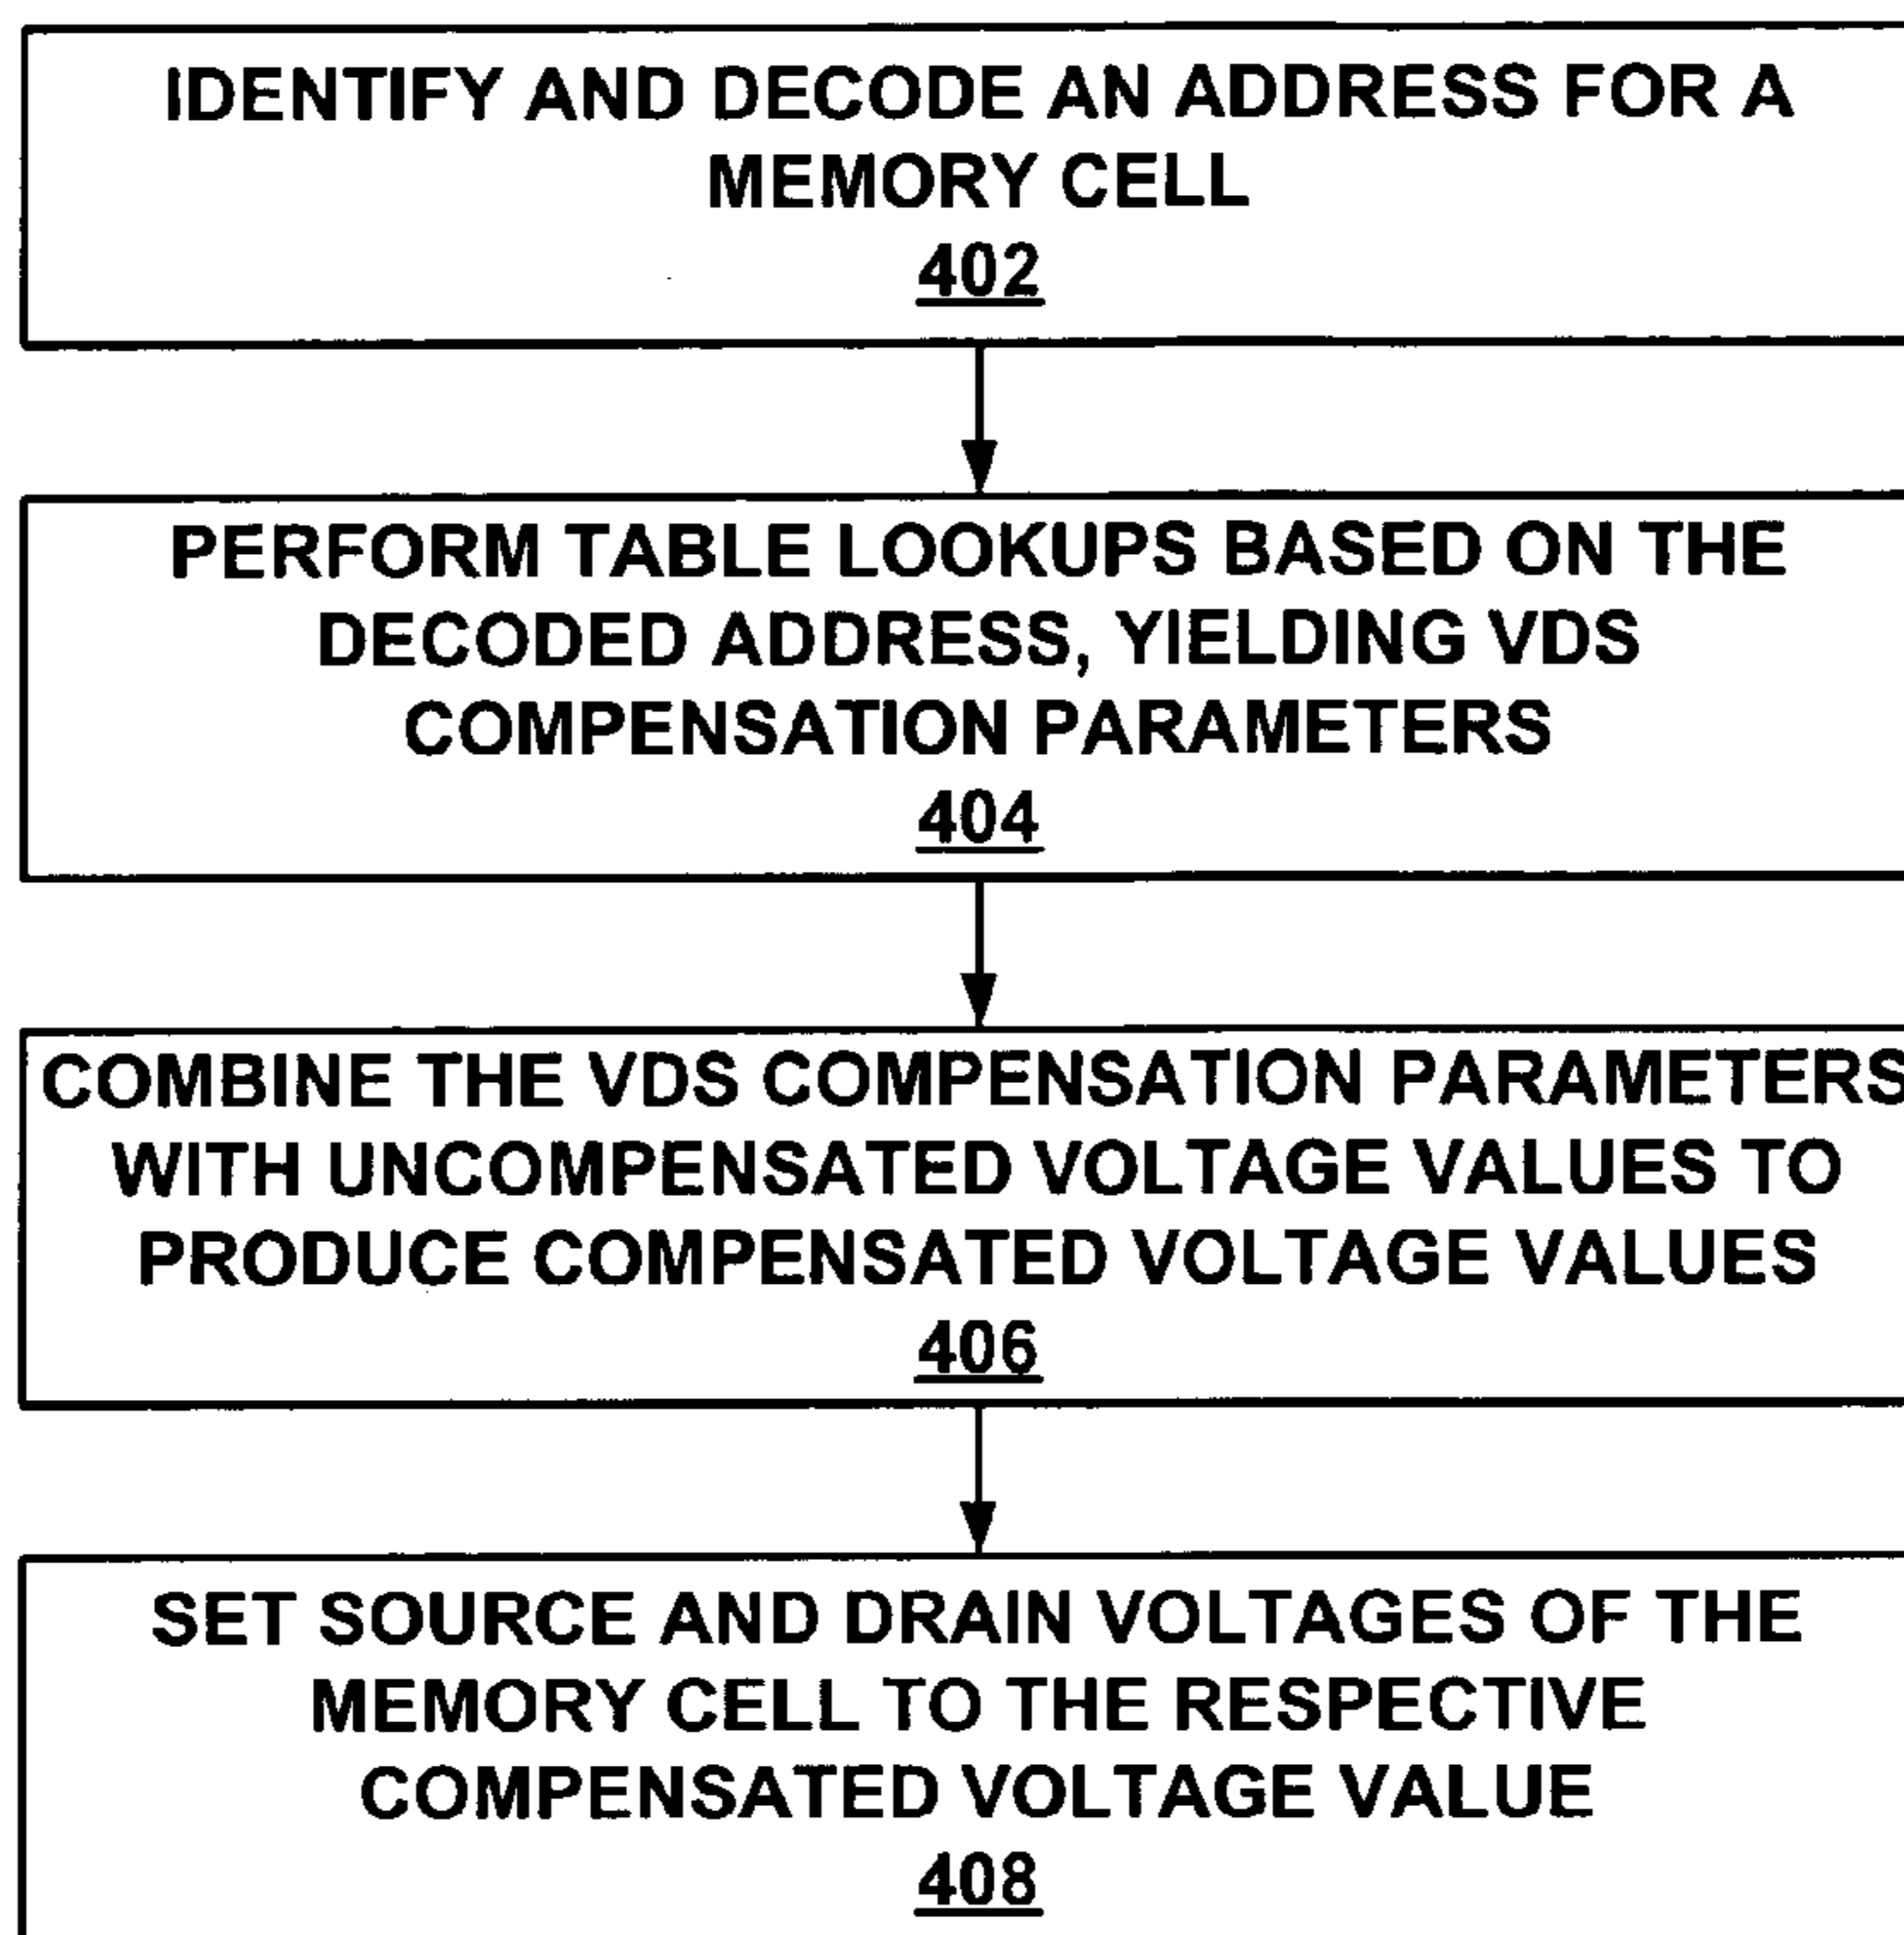 IDENTIFY AND DECODE AN ADDRESS FOR A
MEMORY CELL
402
PERFORM TABLE LOOKUPS BASED ON THE
DECODED ADDRESS, YIELDING VDS
COMPENSATION PARAMETERS
404
COMBINE THE VDS COMPENSATION PARAMETERS
WITH UNCOMPENSATED VOLTAGE VALUES TO
PRODUCE COMPENSATED VOLTAGE VALUES
406
SET SOURCE AND DRAIN VOLTAGES OF THE
MEMORY CELL TO THE RESPECTIVE
COMPENSATED VOLTAGE VALUE
408